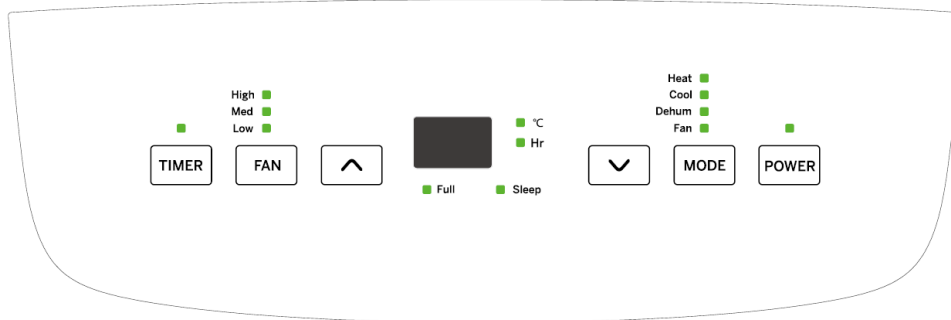 High
Med
Low
TIMER
FAN
℃
Hr
Full
Sleep
Heat
Cool
Dehum
Fan
MODE
POWER